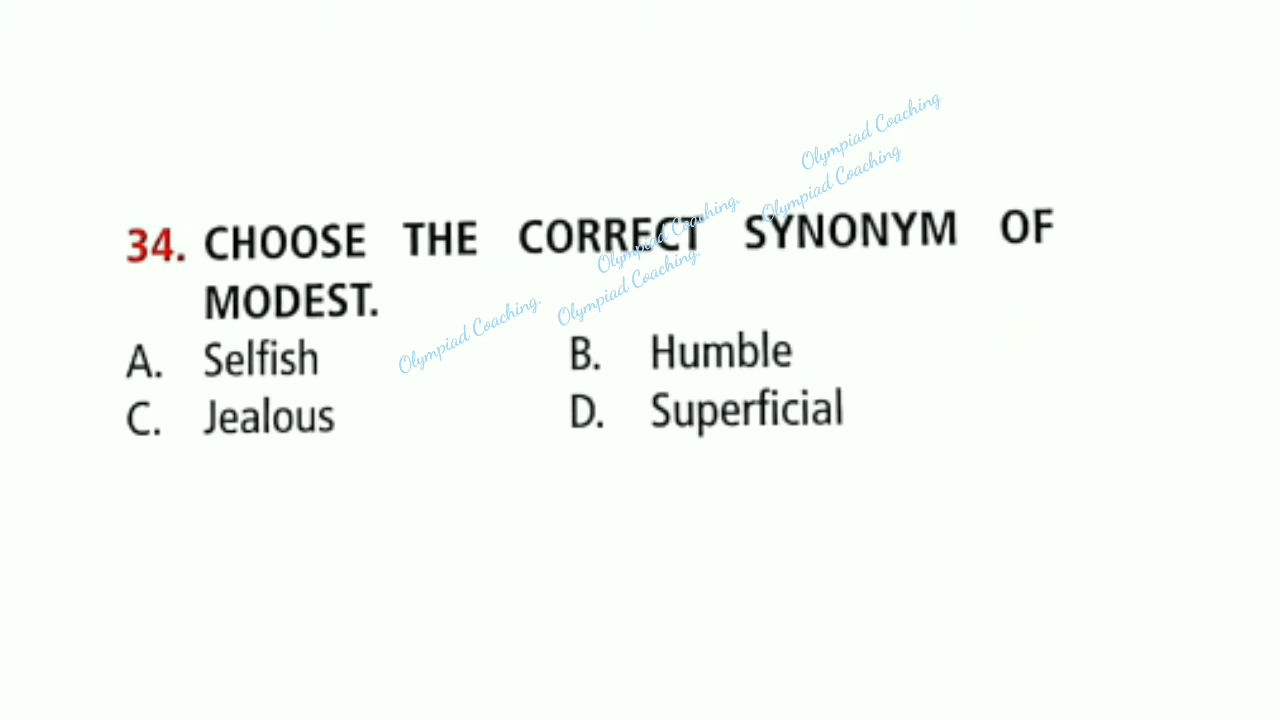 Olympiad Coaching
Olympiad Coaching
Olympiad Coaching.
Olympiad Coaching.
Olympiad Coaching.
34. CHOOSE THE CORRECT SYNONYM OF
MODEST.
A. Selfish B. Humble
C. Jealous D. Superficial